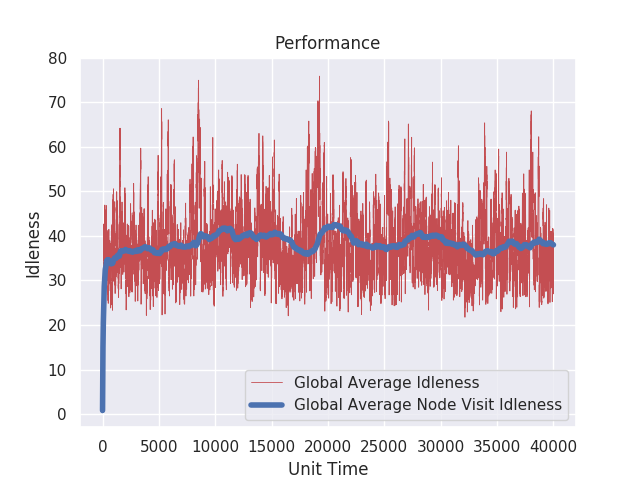 Performance
80
70
60
50
40
30
20
10
0
Idleness
Global Average Idleness
Global Average Node Visit Idleness
0 5000 10000 15000 20000 25000 30000 35000 40000
Unit Time